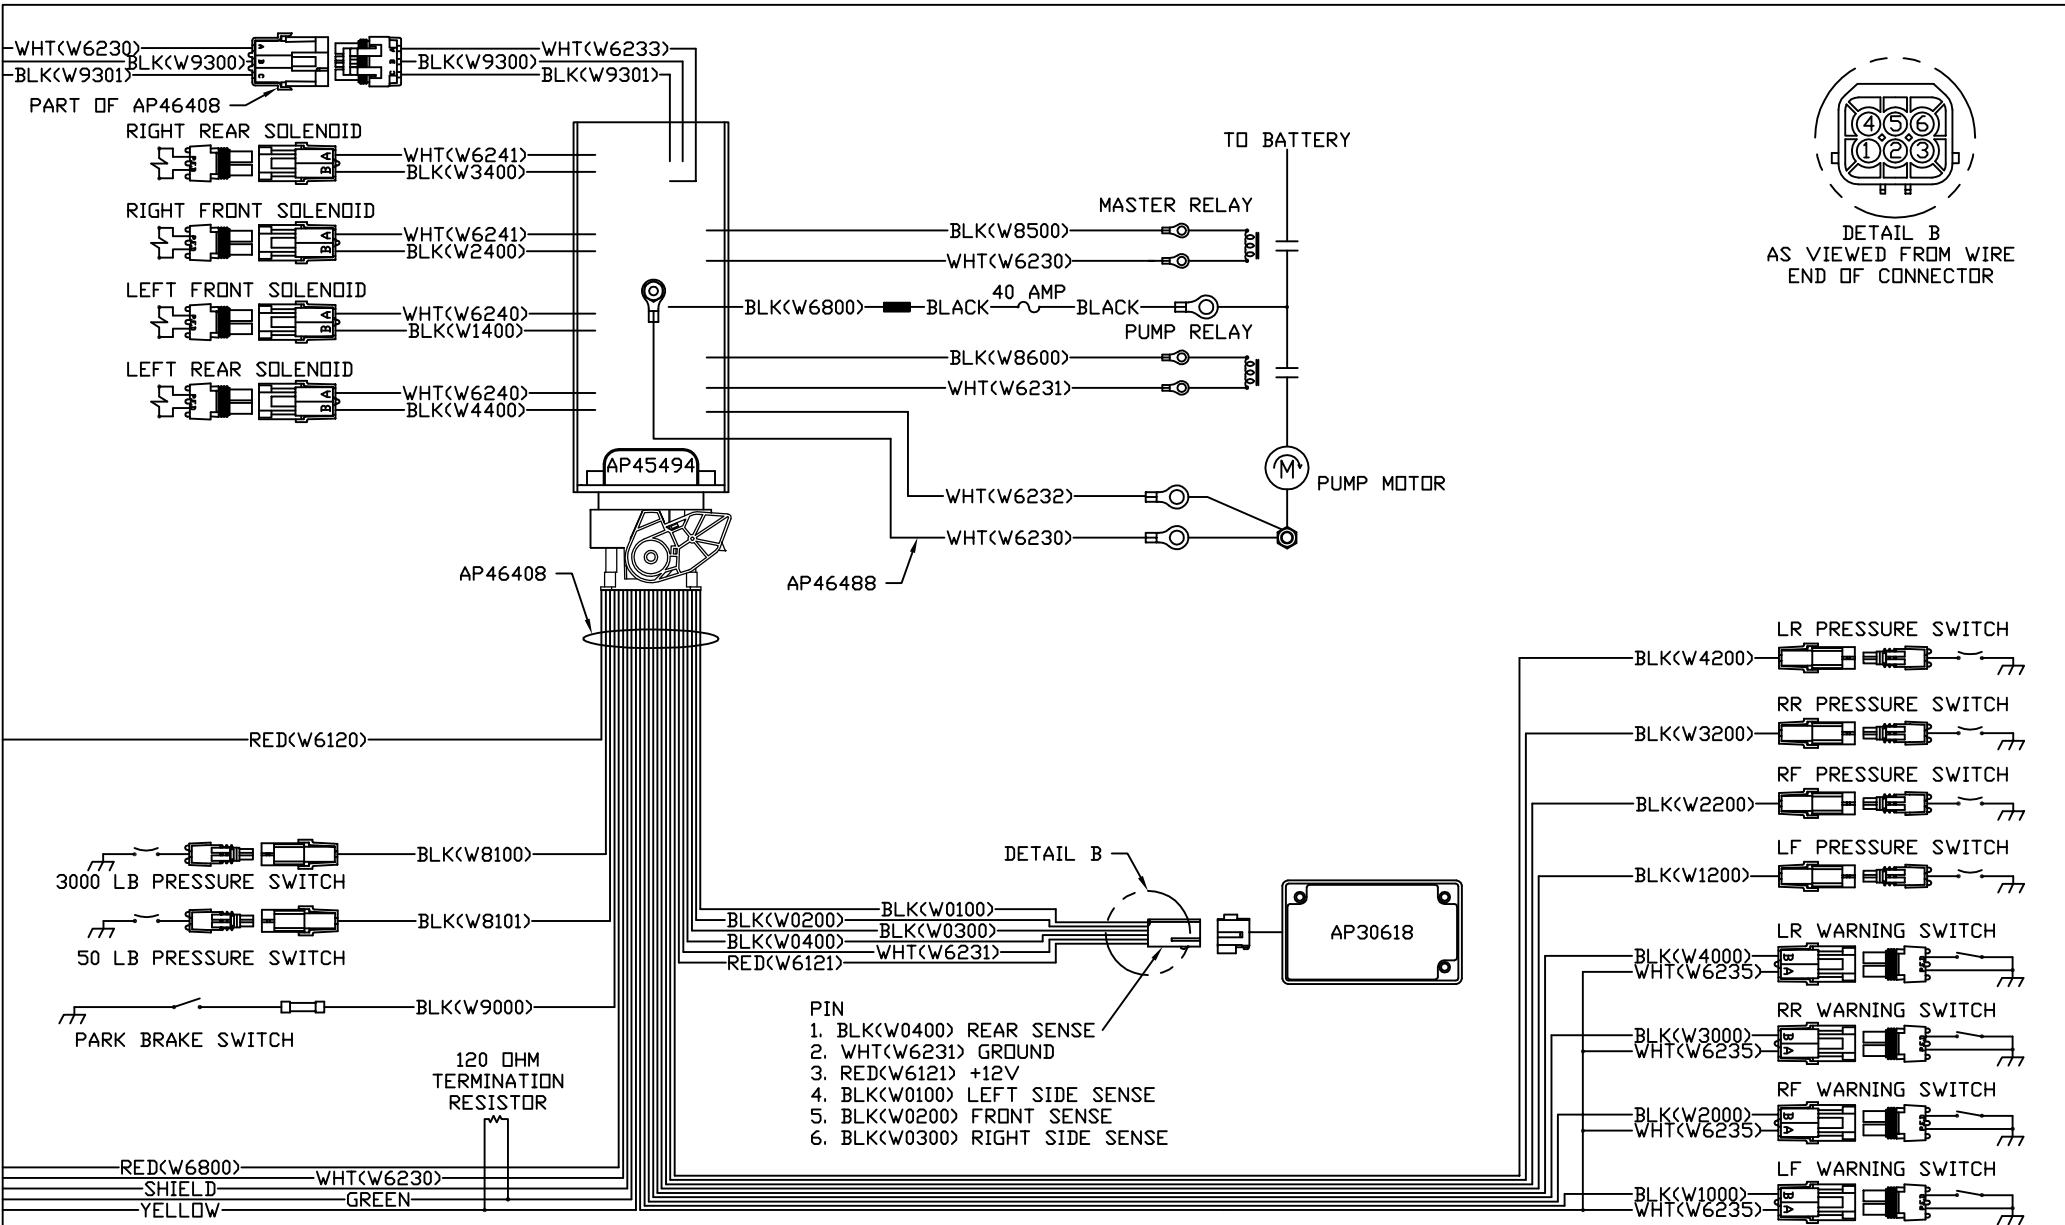 WHT(W6230)
BLK(W9300)
BLK(W9301)
A
B
C
WHT(W6233)
BLK(W9300)
BLK(W9301)
PART OF AP46408
RIGHT REAR SOLENOID
A
B
WHT(W6241)
BLK(W3400)
RIGHT FRONT SOLENOID
A
B
WHT(W6241)
BLK(W2400)
LEFT FRONT SOLENOID
A
B
WHT(W6240)
BLK(W1400)
LEFT REAR SOLENOID
A
B
WHT(W6240)
BLK(W4400)
AP45494
TO BATTERY
MASTER RELAY
BLK(W8500)
WHT(W6230)
BLK(W6800)
BLACK
40 AMP
BLACK
PUMP RELAY
BLK(W8600)
WHT(W6231)
M
PUMP MOTOR
WHT(W6232)
WHT(W6230)
AP46488
AP46408
4 5 6
1 2 3
DETAIL B
AS VIEWED FROM WIRE
END OF CONNECTOR
RED(W6120)
BLK(W8100)
3000 LB PRESSURE SWITCH
BLK(W8101)
50 LB PRESSURE SWITCH
BLK(W9000)
PARK BRAKE SWITCH
120 OHM
TERMINATION
RESISTOR
RED(W6800)
WHT(W6230)
SHIELD
GREEN
YELLOW
DETAIL B
BLK(W0100)
BLK(W0200)
BLK(W0300)
BLK(W0400)
WHT(W6231)
RED(W6121)
AP30618
PIN
1. BLK(W0400) REAR SENSE
2. WHT(W6231) GROUND
3. RED(W6121) +12V
4. BLK(W0100) LEFT SIDE SENSE
5. BLK(W0200) FRONT SENSE
6. BLK(W0300) RIGHT SIDE SENSE
LR PRESSURE SWITCH
BLK(W4200)
RR PRESSURE SWITCH
BLK(W3200)
RF PRESSURE SWITCH
BLK(W2200)
LF PRESSURE SWITCH
BLK(W1200)
LR WARNING SWITCH
BLK(W4000)
WHT(W6235)
B
A
RR WARNING SWITCH
BLK(W3000)
WHT(W6235)
B
A
RF WARNING SWITCH
BLK(W2000)
WHT(W6235)
B
A
LF WARNING SWITCH
BLK(W1000)
WHT(W6235)
B
A